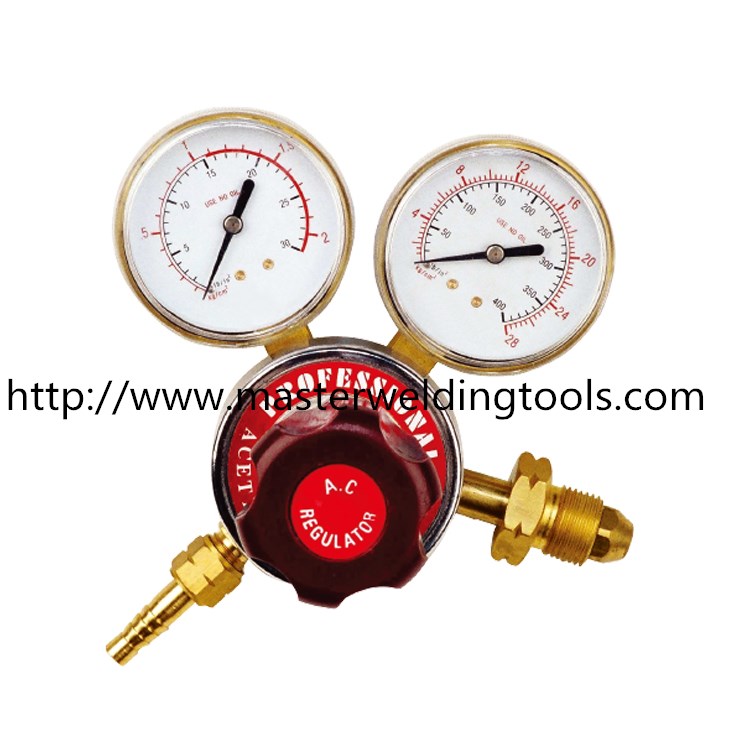 .5
1
1.5
2
5
10
15
20
25
30
USE NO OIL
lb/in²
kg/cm²
4
8
12
16
20
24
28
50
100
150
200
250
300
350
400
USE NO OIL
lb/in²
http://www.masterweldingtools.com
PROFESSIONAL
ACET
A.C
REGULATOR